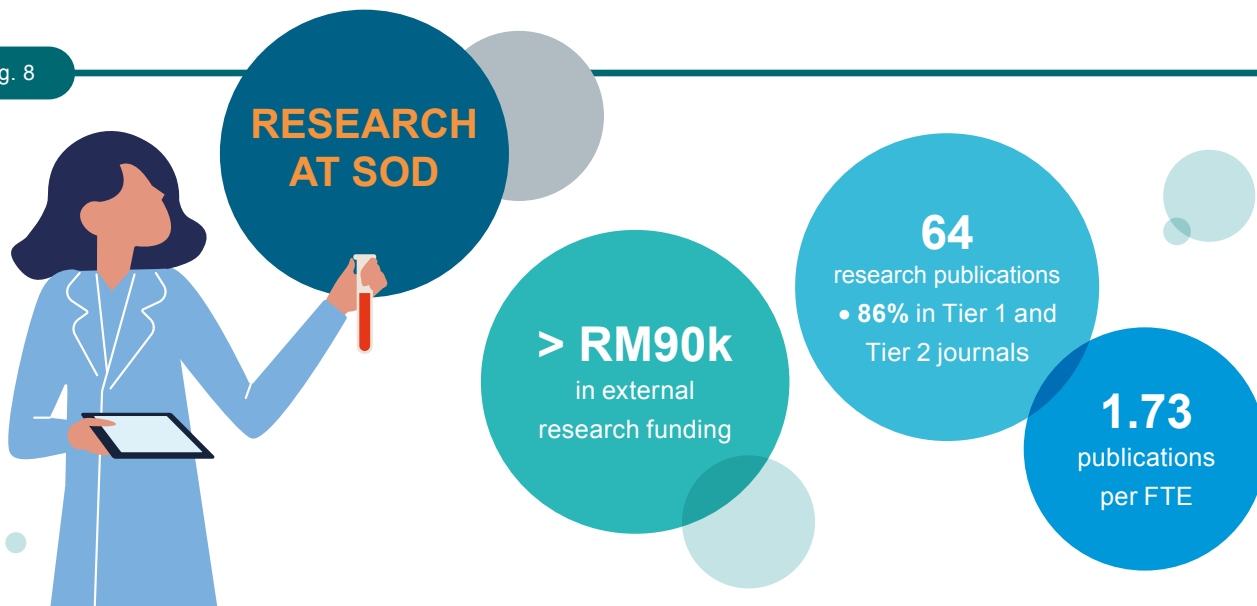 g. 8
RESEARCH
AT SOD
> RM90k
in external
research funding
64
research publications
• 86% in Tier 1 and
Tier 2 journals
1.73
publications
per FTE